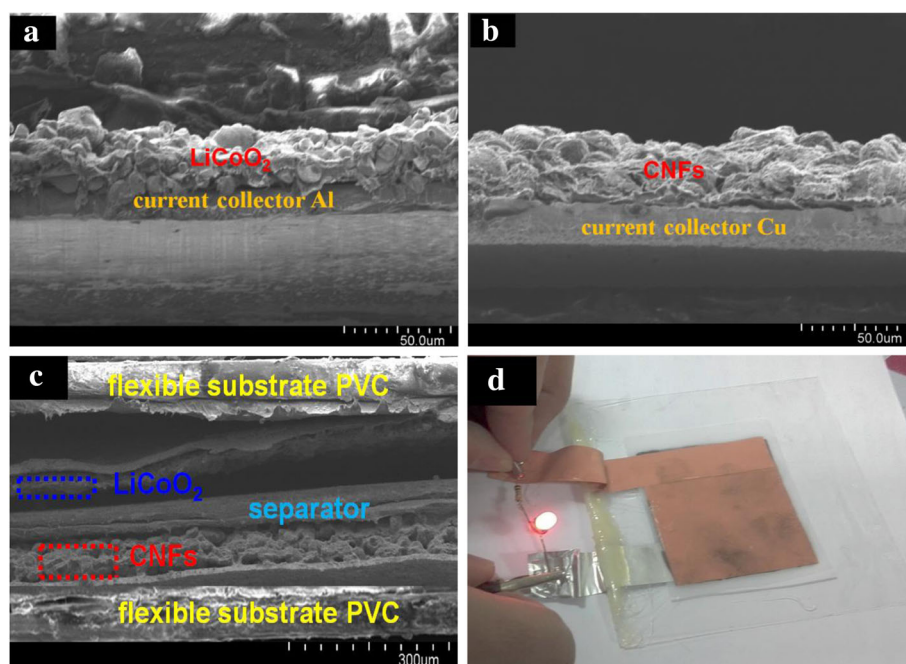 a
LiCoO₂
current collector Al
50.0um
b
CNFs
current collector Cu
50.0um
c
flexible substrate PVC
LiCoO₂
separator
CNFs
flexible substrate PVC
300um
d